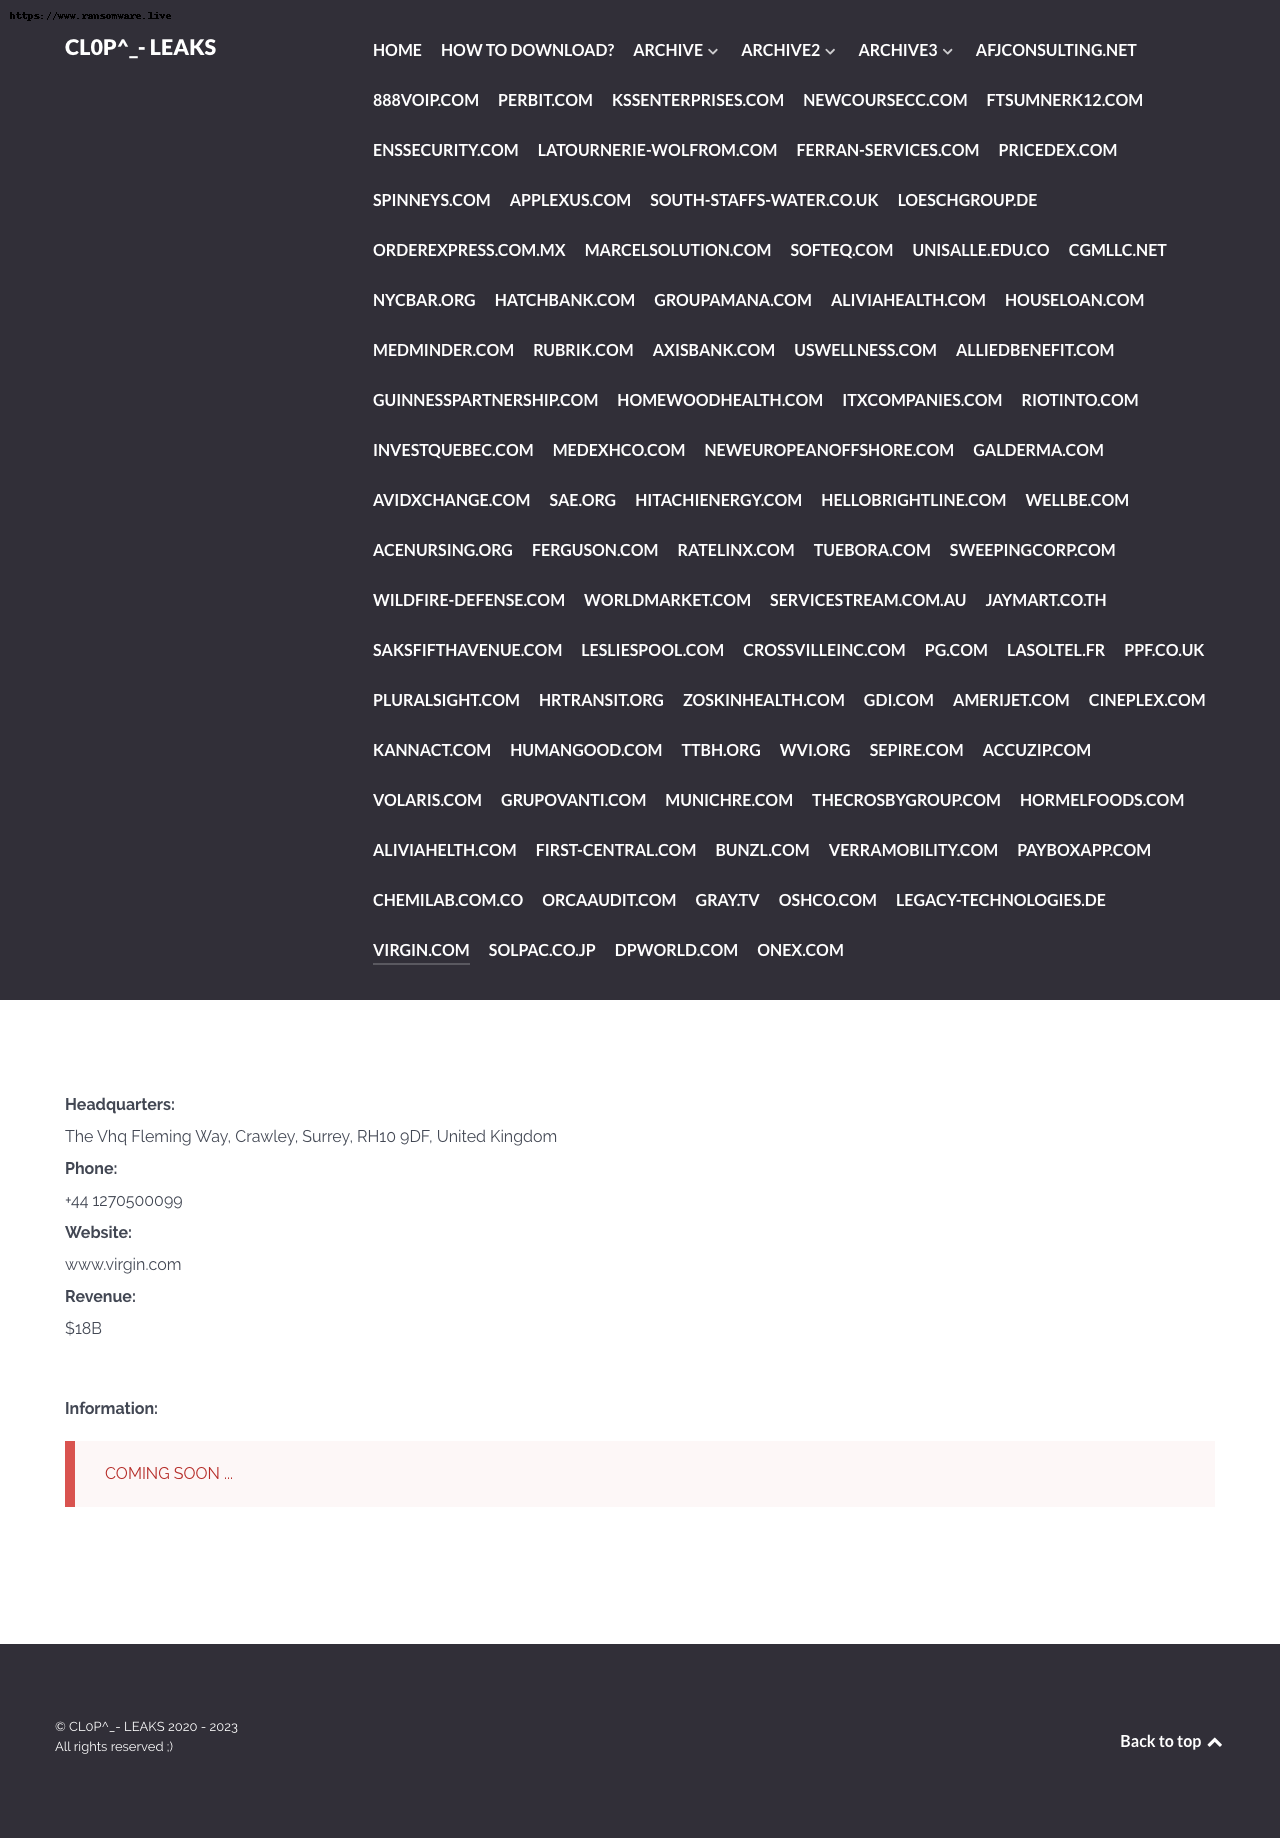 https://www.ransomware.live
CL0P^_- LEAKS
HOME HOW TO DOWNLOAD? ARCHIVE ARCHIVE2 ARCHIVE3 AFJCONSULTING.NET
888VOIP.COM PERBIT.COM KSSENTERPRISES.COM NEWCOURSECC.COM FTSUMNERK12.COM
ENSSECURITY.COM LATOURNERIE-WOLFROM.COM FERRAN-SERVICES.COM PRICEDEX.COM
SPINNEYS.COM APPLEXUS.COM SOUTH-STAFFS-WATER.CO.UK LOESCHGROUP.DE
ORDEREXPRESS.COM.MX MARCELSOLUTION.COM SOFTEQ.COM UNISALLE.EDU.CO CGMLLC.NET
NYCBAR.ORG HATCHBANK.COM GROUPAMANA.COM ALIVIAHEALTH.COM HOUSELOAN.COM
MEDMINDER.COM RUBRIK.COM AXISBANK.COM USWELLNESS.COM ALLIEDBENEFIT.COM
GUINNESSPARTNERSHIP.COM HOMEWOODHEALTH.COM ITXCOMPANIES.COM RIOTINTO.COM
INVESTQUEBEC.COM MEDEXHCO.COM NEWEUROPEANOFFSHORE.COM GALDERMA.COM
AVIDXCHANGE.COM SAE.ORG HITACHIENERGY.COM HELLOBRIGHTLINE.COM WELLBE.COM
ACENURSING.ORG FERGUSON.COM RATELINX.COM TUEBORA.COM SWEEPINGCORP.COM
WILDFIRE-DEFENSE.COM WORLDMARKET.COM SERVICESTREAM.COM.AU JAYMART.CO.TH
SAKSFIFTHAVENUE.COM LESLIESPOOL.COM CROSSVILLEINC.COM PG.COM LASOLTEL.FR PPF.CO.UK
PLURALSIGHT.COM HRTRANSIT.ORG ZOSKINHEALTH.COM GDI.COM AMERIJET.COM CINEPLEX.COM
KANNACT.COM HUMANGOOD.COM TTBH.ORG WVI.ORG SEPIRE.COM ACCUZIP.COM
VOLARIS.COM GRUPOVANTI.COM MUNICHRE.COM THECROSBYGROUP.COM HORMELFOODS.COM
ALIVIAHELTH.COM FIRST-CENTRAL.COM BUNZL.COM VERRAMOBILITY.COM PAYBOXAPP.COM
CHEMILAB.COM.CO ORCAAUDIT.COM GRAY.TV OSHCO.COM LEGACY-TECHNOLOGIES.DE
VIRGIN.COM SOLPAC.CO.JP DPWORLD.COM ONEX.COM
Headquarters:
The Vhq Fleming Way, Crawley, Surrey, RH10 9DF, United Kingdom
Phone:
+44 1270500099
Website:
www.virgin.com
Revenue:
$18B
Information:
COMING SOON ...
© CL0P^_- LEAKS 2020 - 2023
All rights reserved ;)
Back to top